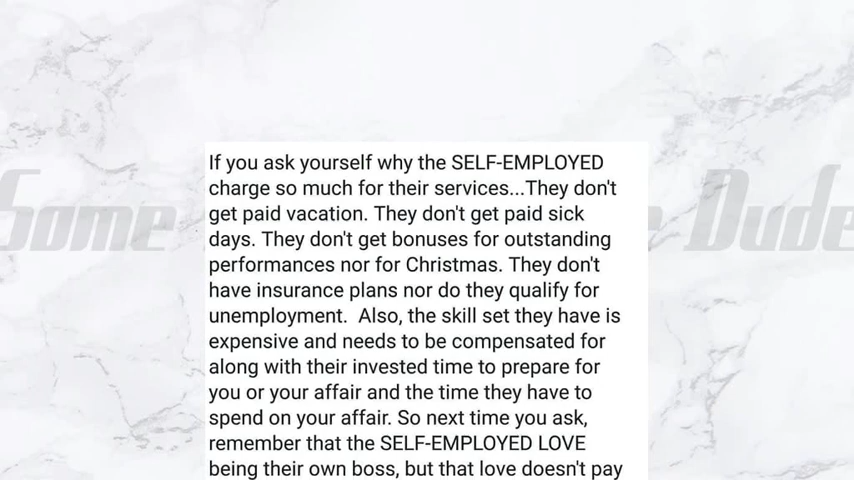 If you ask yourself why the SELF-EMPLOYED
charge so much for their services...They don't
get paid vacation. They don't get paid sick
days. They don't get bonuses for outstanding
performances nor for Christmas. They don't
have insurance plans nor do they qualify for
unemployment.  Also, the skill set they have is
expensive and needs to be compensated for
along with their invested time to prepare for
you or your affair and the time they have to
spend on your affair. So next time you ask,
remember that the SELF-EMPLOYED LOVE
being their own boss, but that love doesn't pay
Some Dude